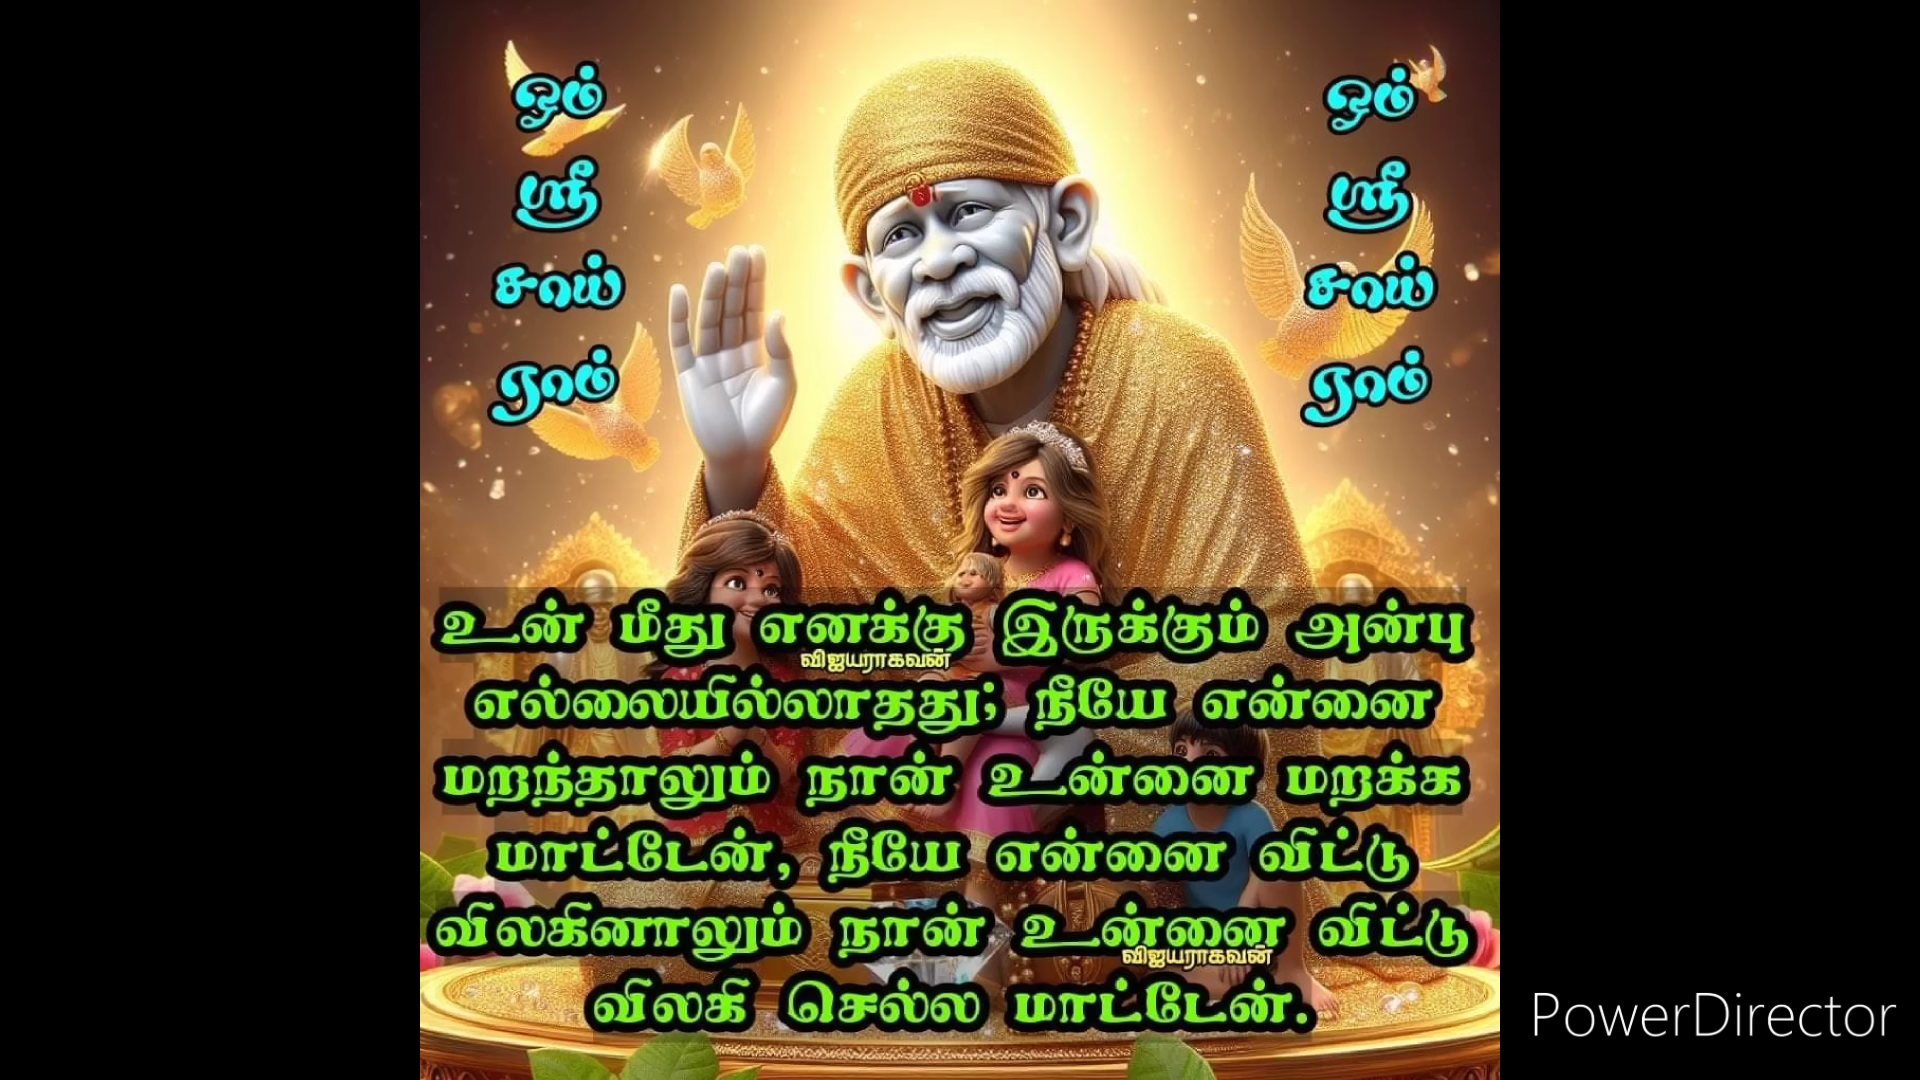 ஓம்
ஸ்ரீ
சாய்
ராம்
ஓம்
ஸ்ரீ
சாய்
ராம்
உன் மீது எனக்கு இருக்கும் அன்பு
விஜயராகவன்
எல்லையில்லாதது; நீயே என்னை
மறந்தாலும் நான் உன்னை மறக்க
மாட்டேன், நீயே என்னை விட்டு
விலகினாலும் நான் உன்னை விட்டு
விஜயராகவன்
விலகி செல்ல மாட்டேன்.
PowerDirector